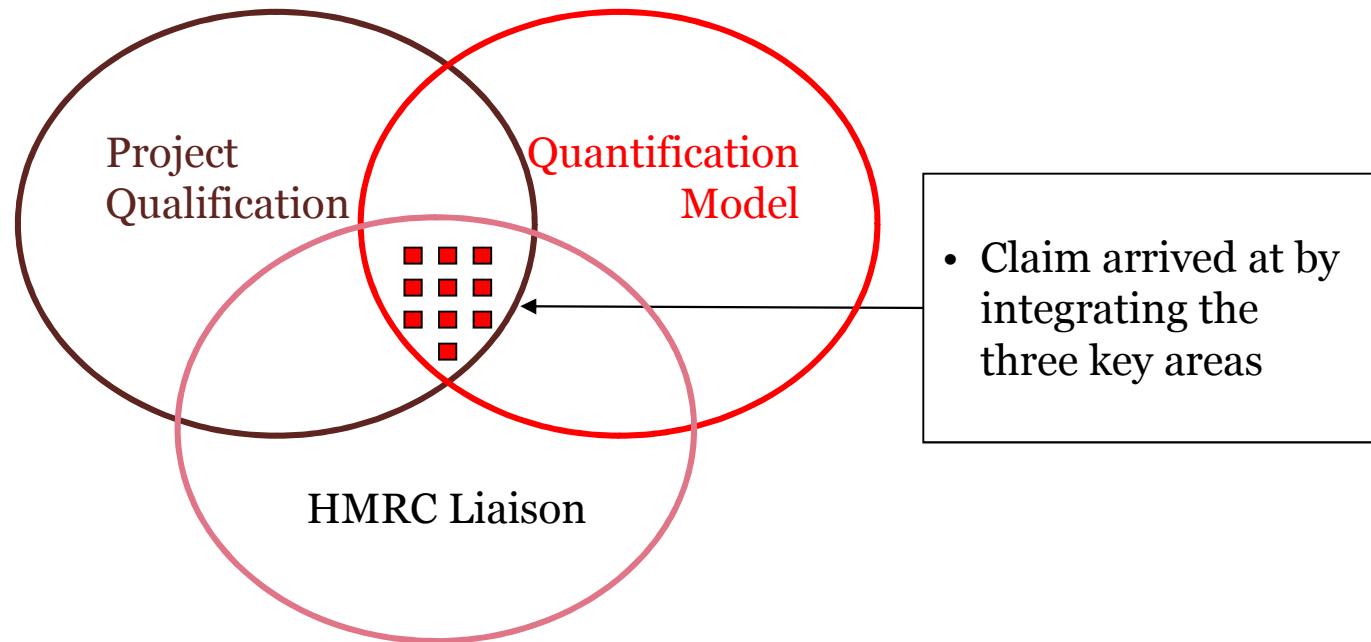 Project
Qualification
Quantification
Model
• Claim arrived at by
integrating the
three key areas
HMRC Liaison